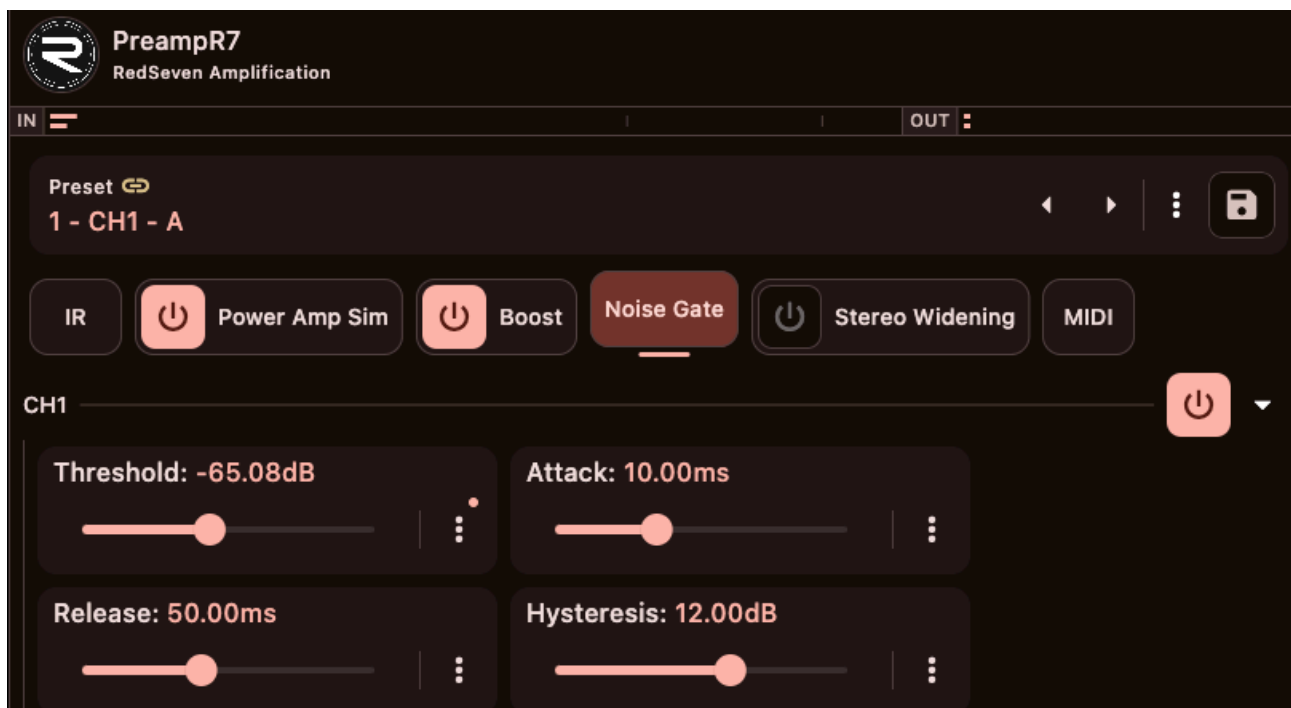 PreampR7
RedSeven Amplification
IN
OUT
Preset
1 - CH1 - A
IR
Power Amp Sim
Boost
Noise Gate
Stereo Widening
MIDI
CH1
Threshold: -65.08dB
Attack: 10.00ms
Release: 50.00ms
Hysteresis: 12.00dB